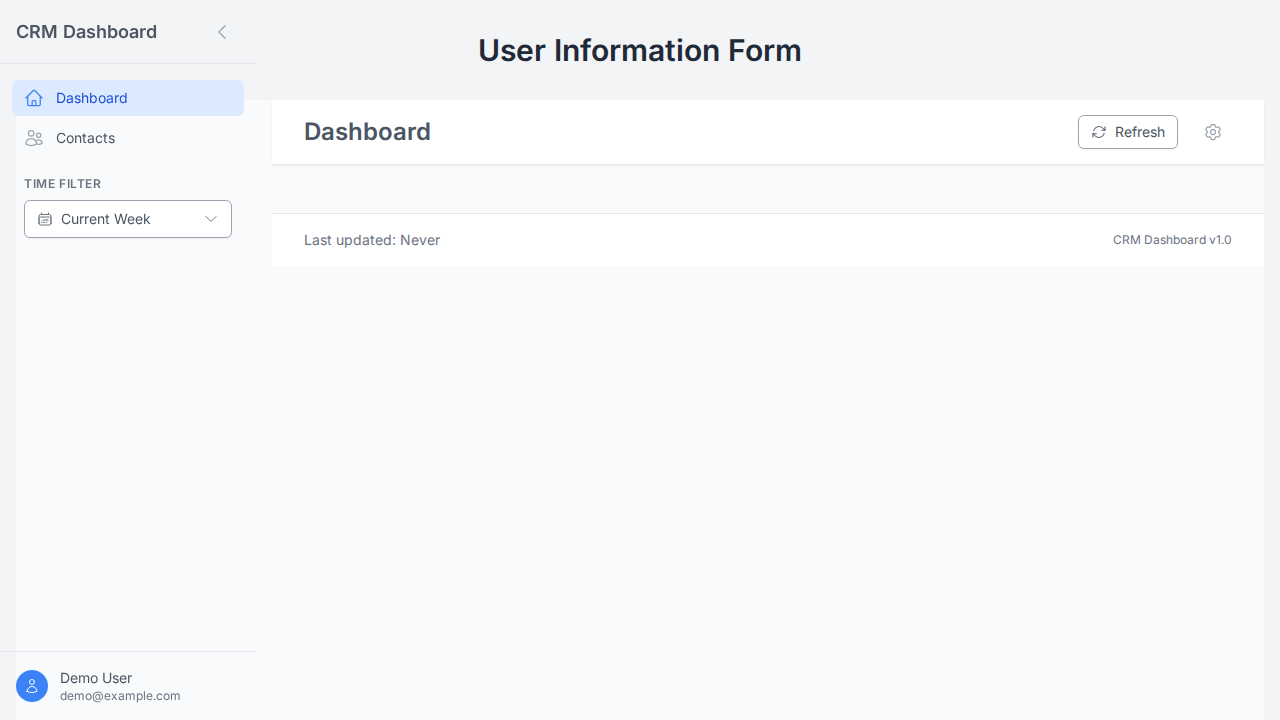 CRM Dashboard
User Information Form
Dashboard
Contacts
TIME FILTER
Current Week
Dashboard
Refresh
Last updated: Never
CRM Dashboard v1.0
Demo User
demo@example.com